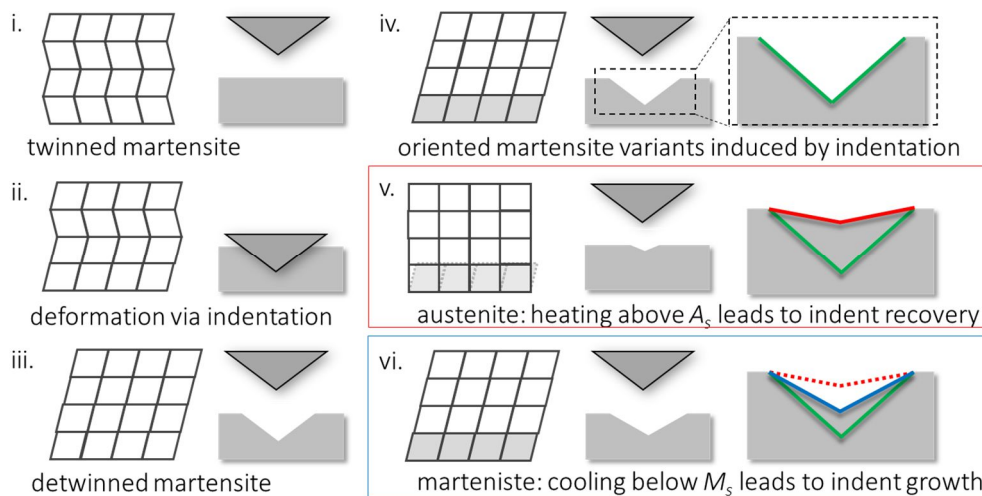 i.
twinned martensite
ii.
deformation via indentation
iii.
detwinned martensite
iv.
oriented martensite variants induced by indentation
v.
austenite: heating above As leads to indent recovery
vi.
marteniste: cooling below Ms leads to indent growth